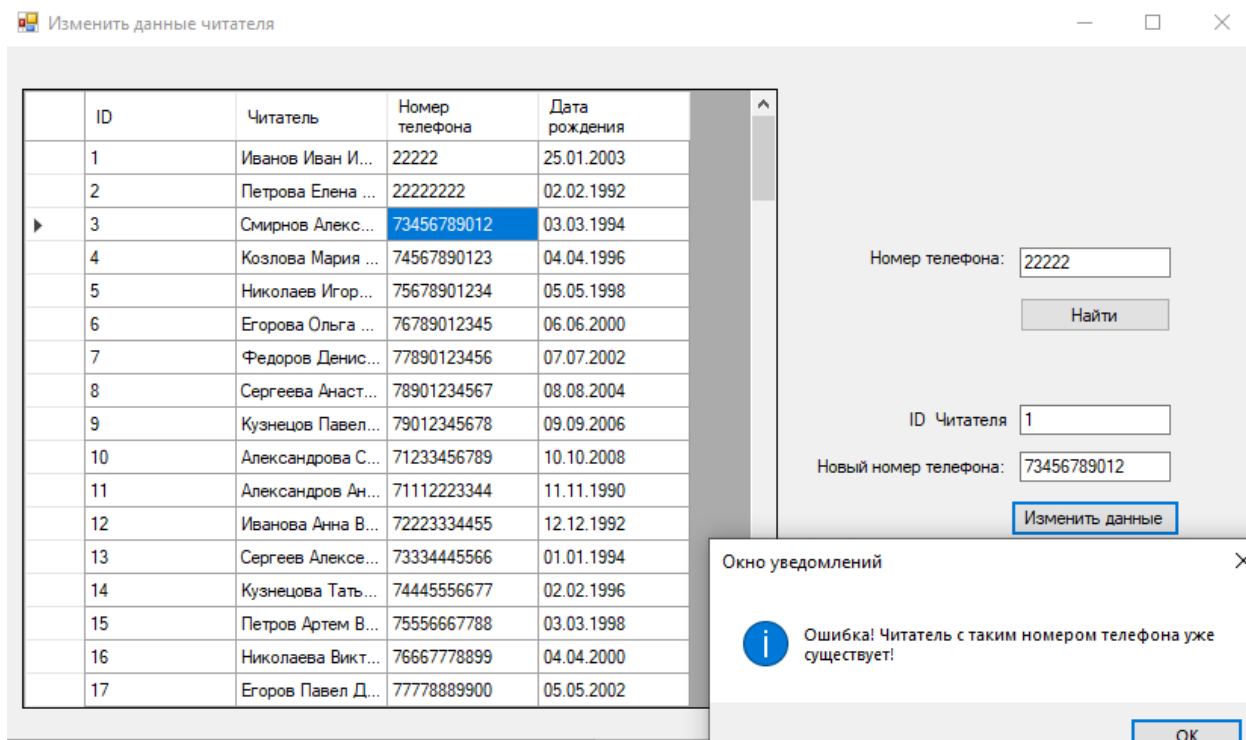 Изменить данные читателя
ID Читатель Номер телефона Дата рождения
1 Иванов Иван И... 22222 25.01.2003
2 Петрова Елена ... 22222222 02.02.1992
3 Смирнов Алекс... 73456789012 03.03.1994
4 Козлова Мария ... 74567890123 04.04.1996
5 Николаев Игор... 75678901234 05.05.1998
6 Егорова Ольга ... 76789012345 06.06.2000
7 Федоров Денис... 77890123456 07.07.2002
8 Сергеева Анаст... 78901234567 08.08.2004
9 Кузнецов Павел... 79012345678 09.09.2006
10 Александрова С... 71233456789 10.10.2008
11 Александров Ан... 71112223344 11.11.1990
12 Иванова Анна В... 72223334455 12.12.1992
13 Сергеев Алексе... 73334445566 01.01.1994
14 Кузнецова Тать... 74445556677 02.02.1996
15 Петров Артем В... 75556667788 03.03.1998
16 Николаева Викт... 76667778899 04.04.2000
17 Егоров Павел Д... 77778889900 05.05.2002
Номер телефона: 22222
Найти
ID Читателя 1
Новый номер телефона: 73456789012
Изменить данные
Окно уведомлений
Ошибка! Читатель с таким номером телефона уже
существует!
OK